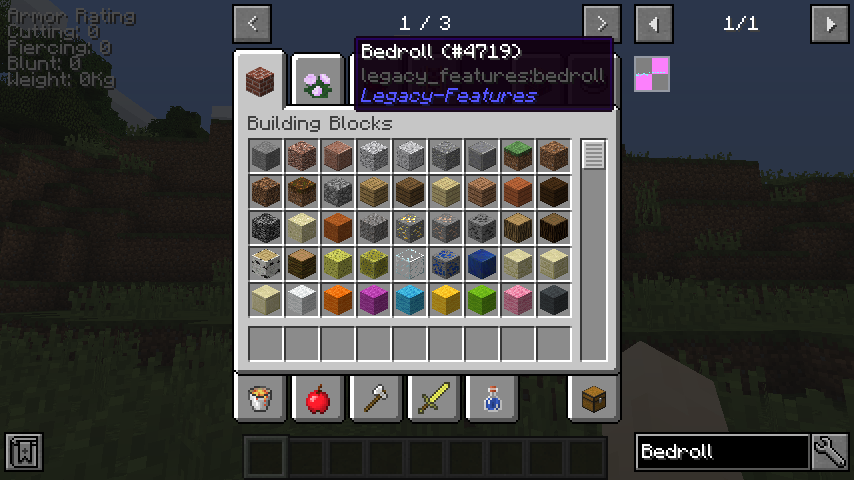 Armor Rating
Cutting: 0
Piercing: 0
Blunt: 0
Weight: 0Kg
<
1 / 3
>
1/1
Bedroll (#4719)
legacy_features:bedroll
Legacy-Features
Building Blocks
Bedroll